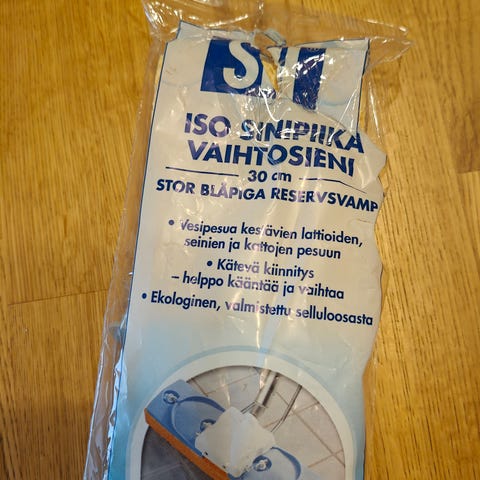 ISO SINIPIIKA
VAIHTOSIENI
30 cm
STOR BLÅPIGA RESERVSVAMP
• Vesipesua kestävien lattioiden,
seinien ja kattojen pesuun
• Kätevä kiinnitys
– helppo kääntää ja vaihtaa
• Ekologinen, valmistettu selluloosasta